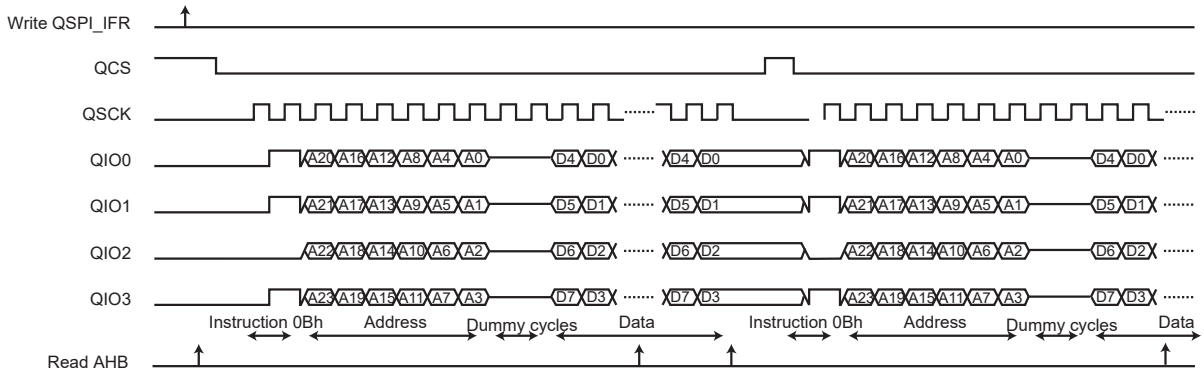 Write QSPI_IFR
QCS
QSCK
QIO0 A20 A16 A12 A8 A4 A0 D4 D0 D4 D0 A20 A16 A12 A8 A4 A0 D4 D0
QIO1 A21 A17 A13 A9 A5 A1 D5 D1 D5 D1 A21 A17 A13 A9 A5 A1 D5 D1
QIO2 A22 A18 A14 A10 A6 A2 D6 D2 D6 D2 A22 A18 A14 A10 A6 A2 D6 D2
QIO3 A23 A19 A15 A11 A7 A3 D7 D3 D7 D3 A23 A19 A15 A11 A7 A3 D7 D3
Instruction 0Bh Address Dummy cycles Data Instruction 0Bh Address Dummy cycles Data
Read AHB